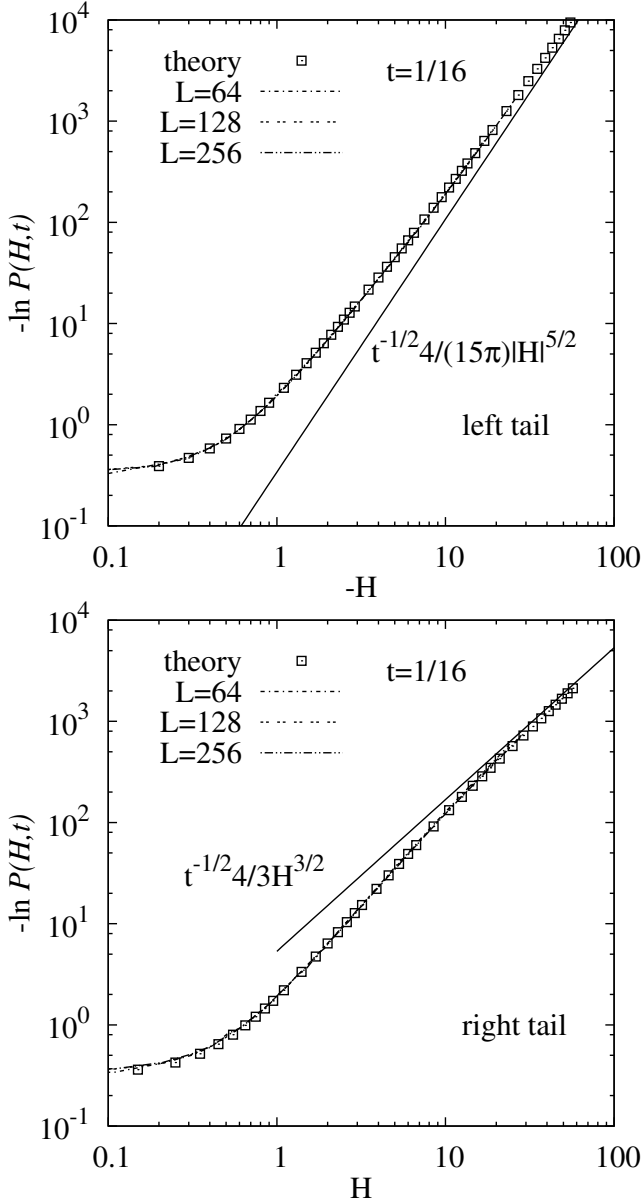 10^4
theory
t=1/16
L=64
10^3
L=128
L=256
10^2
-ln P(H,t)
10^1
t^{-1/2}4/(15π)|H|^{5/2}
10^0
left tail
10^{-1}
0.1 1 10 100
-H
10^4
theory
t=1/16
L=64
10^3
L=128
L=256
10^2
-ln P(H,t)
t^{-1/2}4/3H^{3/2}
10^1
10^0
right tail
10^{-1}
0.1 1 10 100
H